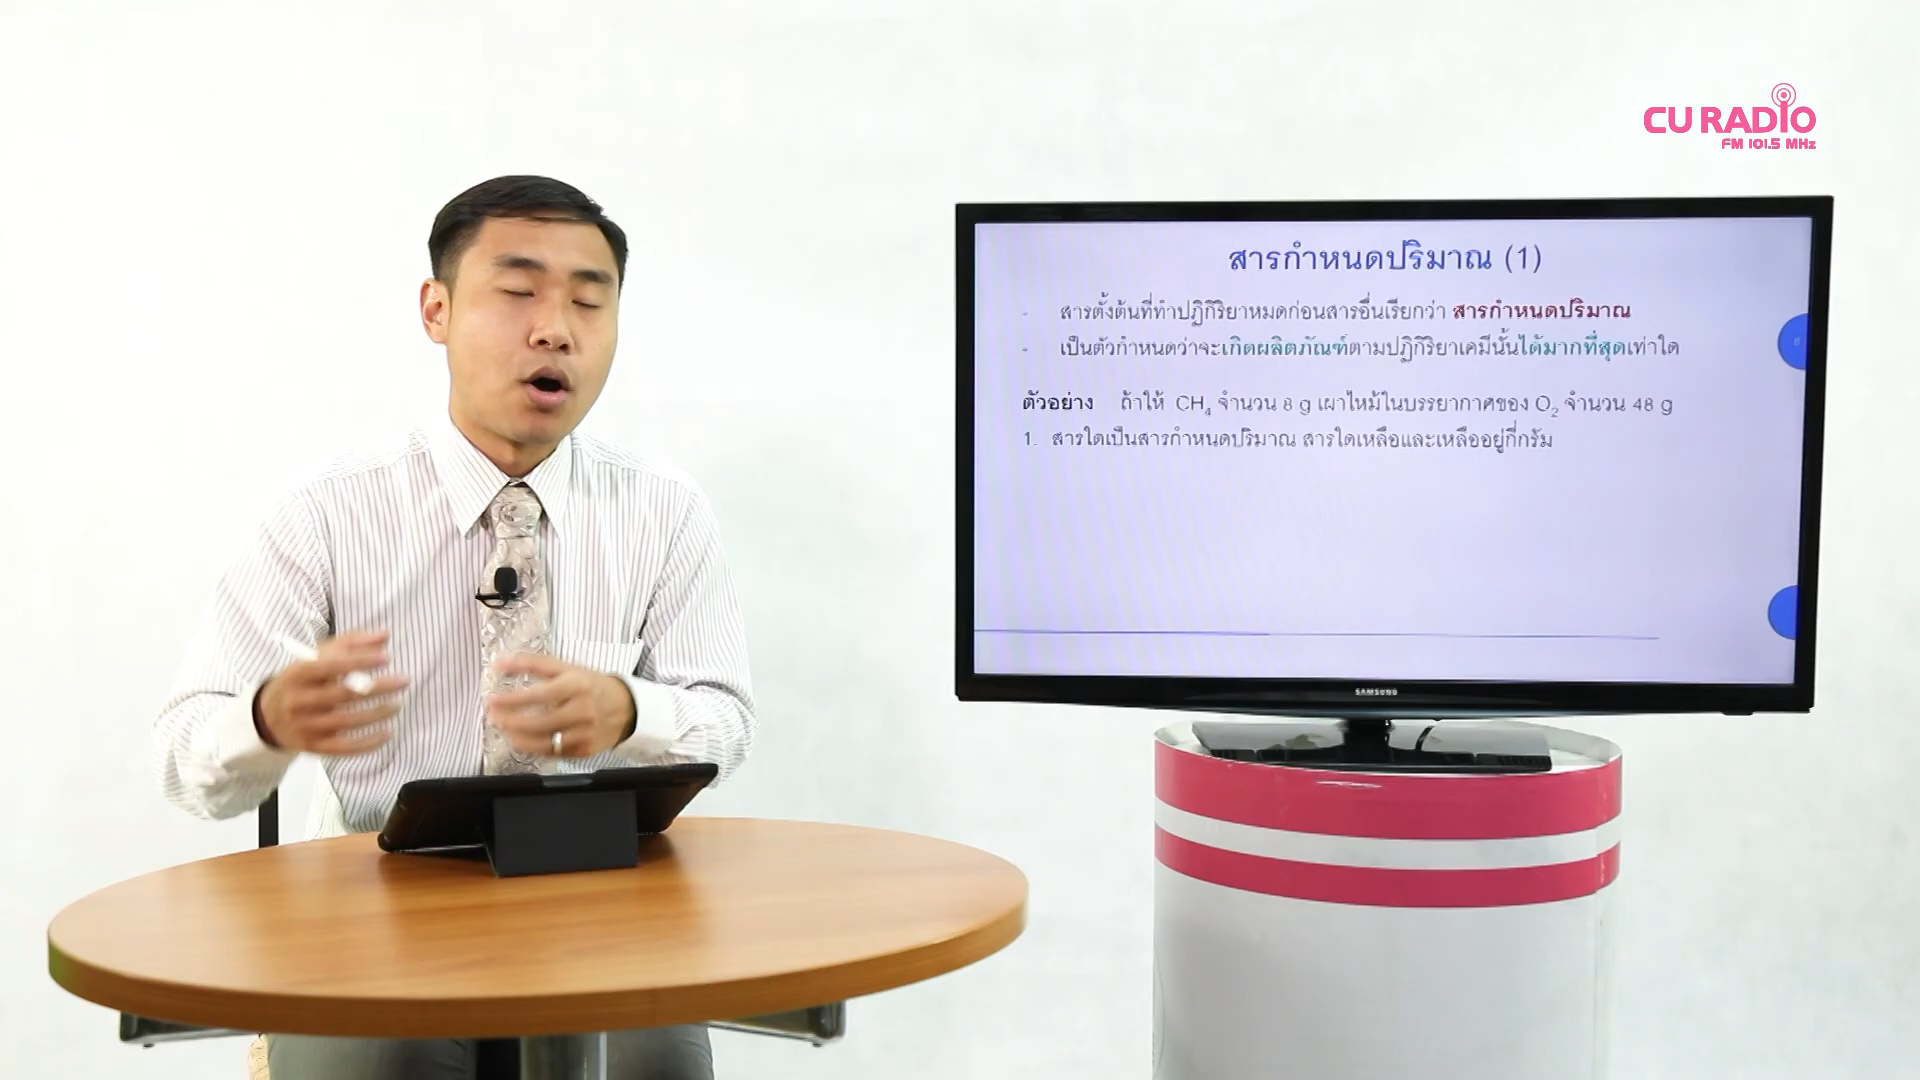 CU RADIO
FM 101.5 MHz
สารกำหนดปริมาณ (1)
- สารตั้งต้นที่ทำปฏิกิริยาหมดก่อนสารอื่นเรียกว่า สารกำหนดปริมาณ
- เป็นตัวกำหนดว่าจะเกิดผลิตภัณฑ์ตามปฏิกิริยาเคมีนั้นได้มากที่สุดเท่าใด
ตัวอย่าง ถ้าให้ CH₄ จำนวน 8 g เผาไหม้ในบรรยากาศของ O₂ จำนวน 48 g
1. สารใดเป็นสารกำหนดปริมาณ สารใดเหลือและเหลืออยู่กี่กรัม
SAMSUNG